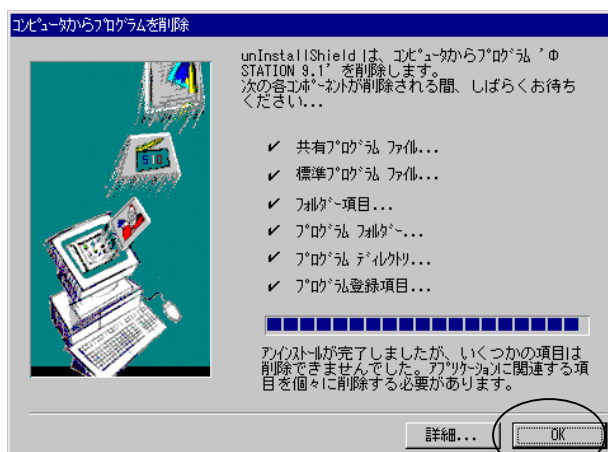 コンピュータからプログラムを削除
unInstallShield は、コンピュータからプログラム 'Φ
STATION 9.1' を削除します。
次の各コンポーネントが削除される間、しばらくお待ち
ください...
✔ 共有プログラム ファイル...
✔ 標準プログラム ファイル...
✔ フォルダー項目...
✔ プログラム フォルダー...
✔ プログラム ディレクトリ...
✔ プログラム登録項目...
アンインストールが完了しましたが、いくつかの項目は
削除できませんでした。アプリケーションに関連する項
目を個々に削除する必要があります。
詳細...
OK